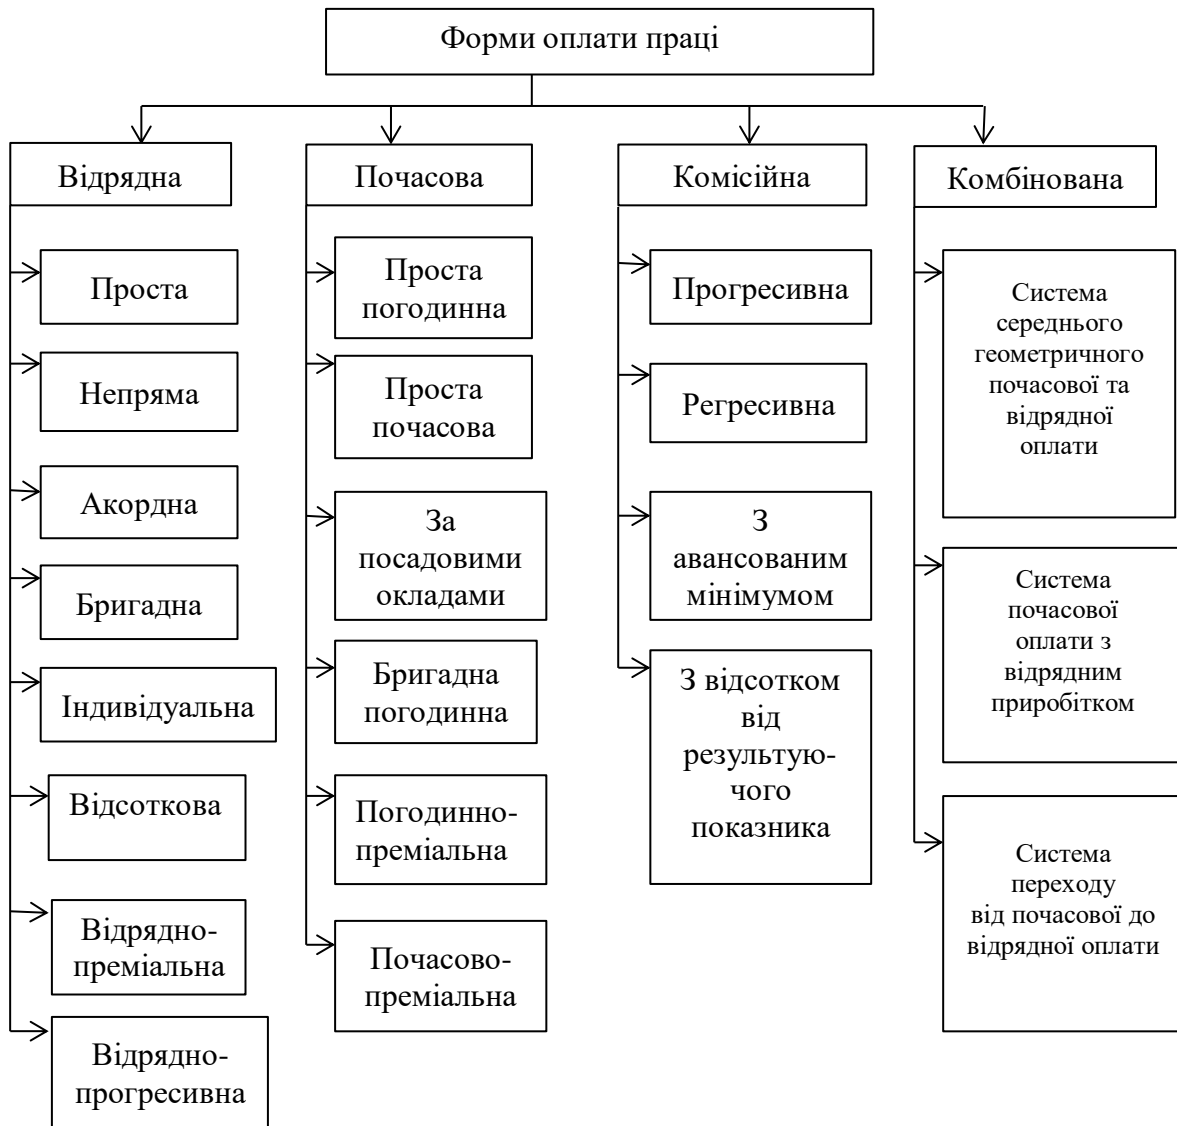 Форми оплати праці
Відрядна
Почасова
Комісійна
Комбінована
Проста
Непряма
Акордна
Бригадна
Індивідуальна
Відсоткова
Відрядно-
преміальна
Відрядно-
прогресивна
Проста
погодинна
Проста
почасова
За
посадовими
окладами
Бригадна
погодинна
Погодинно-
преміальна
Почасово-
преміальна
Прогресивна
Регресивна
З
авансованим
мінімумом
З відсотком
від
результую-
чого
показника
Система
середнього
геометричного
почасової та
відрядної
оплати
Система
почасової
оплати з
відрядним
приробітком
Система
переходу
від почасової до
відрядної оплати